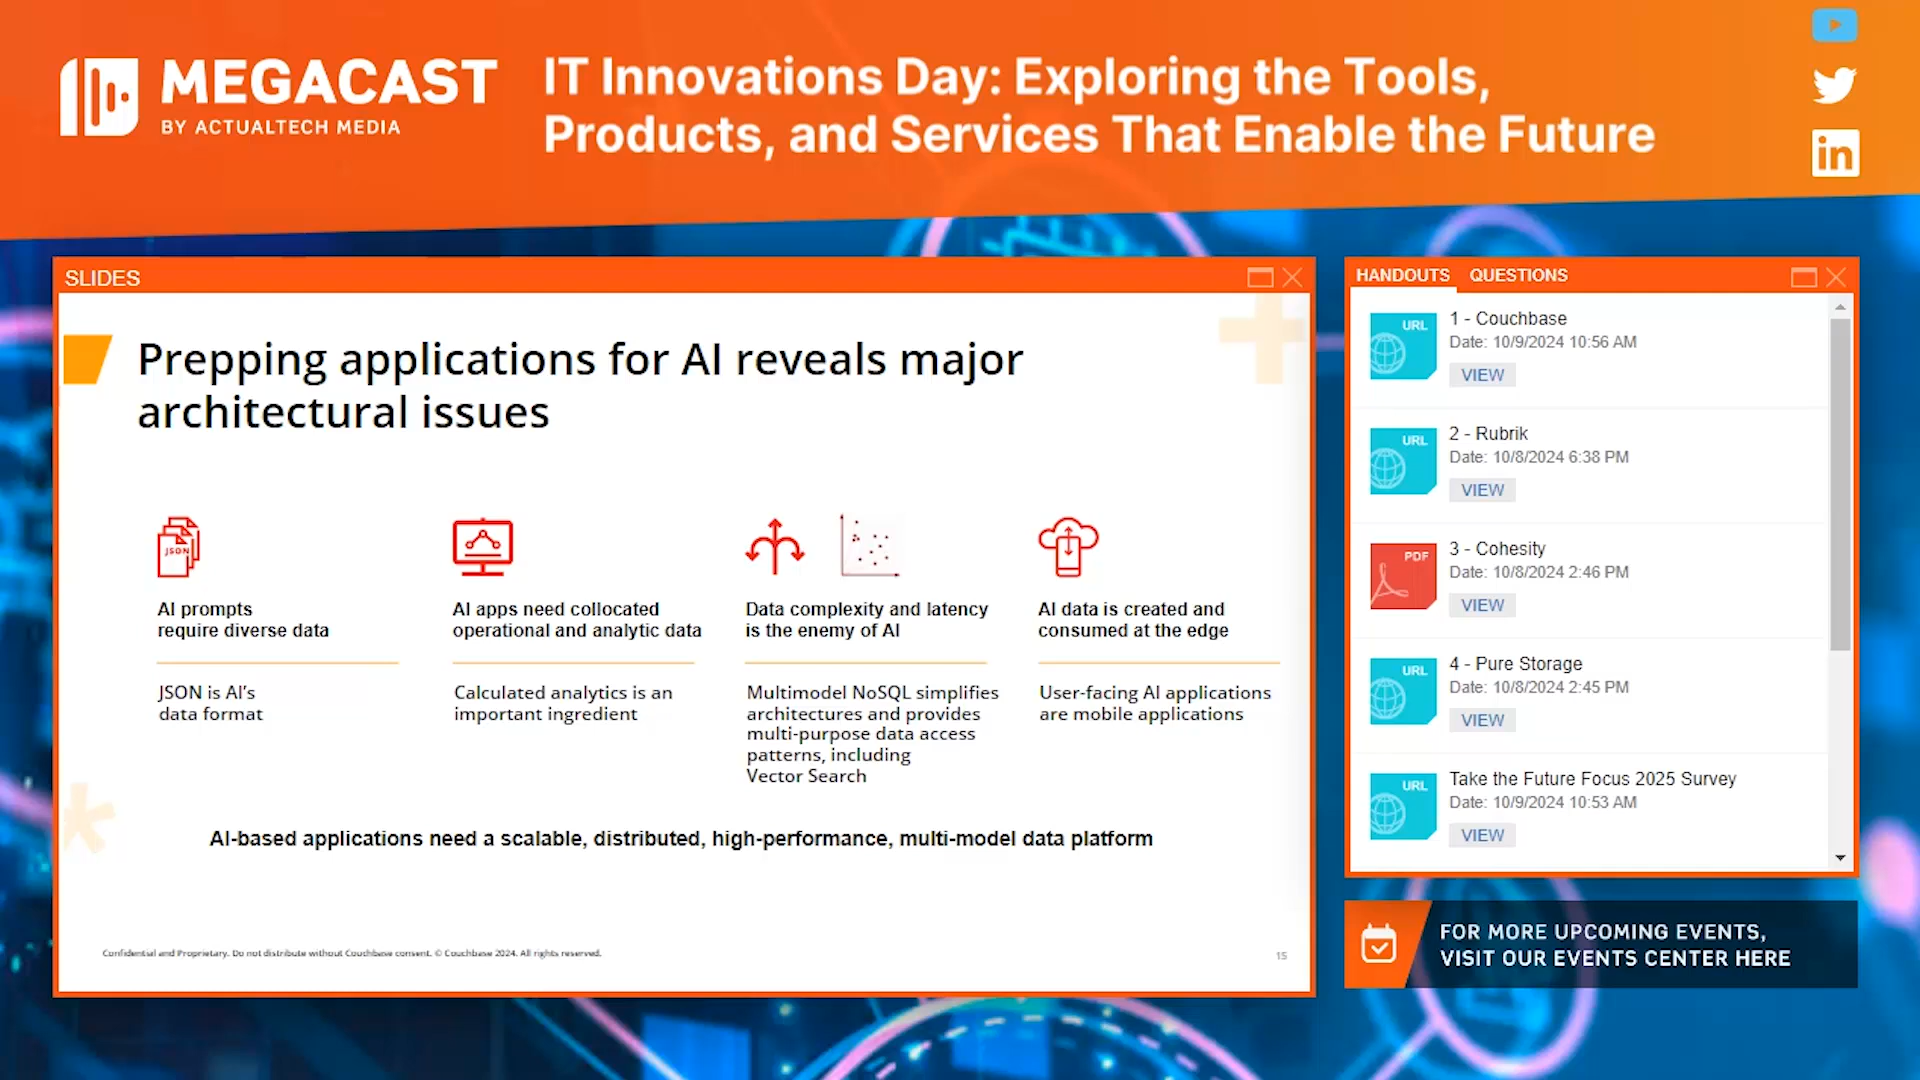 MEGACAST
BY ACTUALTECH MEDIA
IT Innovations Day: Exploring the Tools,
Products, and Services That Enable the Future
in
SLIDES
Prepping applications for AI reveals major
architectural issues
JSON
AI prompts
require diverse data
JSON is AI's
data format
AI apps need collocated
operational and analytic data
Calculated analytics is an
important ingredient
Data complexity and latency
is the enemy of AI
Multimodel NoSQL simplifies
architectures and provides
multi-purpose data access
patterns, including
Vector Search
AI data is created and
consumed at the edge
User-facing AI applications
are mobile applications
AI-based applications need a scalable, distributed, high-performance, multi-model data platform
Confidential and Proprietary. Do not distribute without Couchbase consent. © Couchbase 2024. All rights reserved.
15
HANDOUTS QUESTIONS
URL
1 - Couchbase
Date: 10/9/2024 10:56 AM
VIEW
URL
2 - Rubrik
Date: 10/8/2024 6:38 PM
VIEW
PDF
3 - Cohesity
Date: 10/8/2024 2:46 PM
VIEW
URL
4 - Pure Storage
Date: 10/8/2024 2:45 PM
VIEW
URL
Take the Future Focus 2025 Survey
Date: 10/9/2024 10:53 AM
VIEW
FOR MORE UPCOMING EVENTS,
VISIT OUR EVENTS CENTER HERE